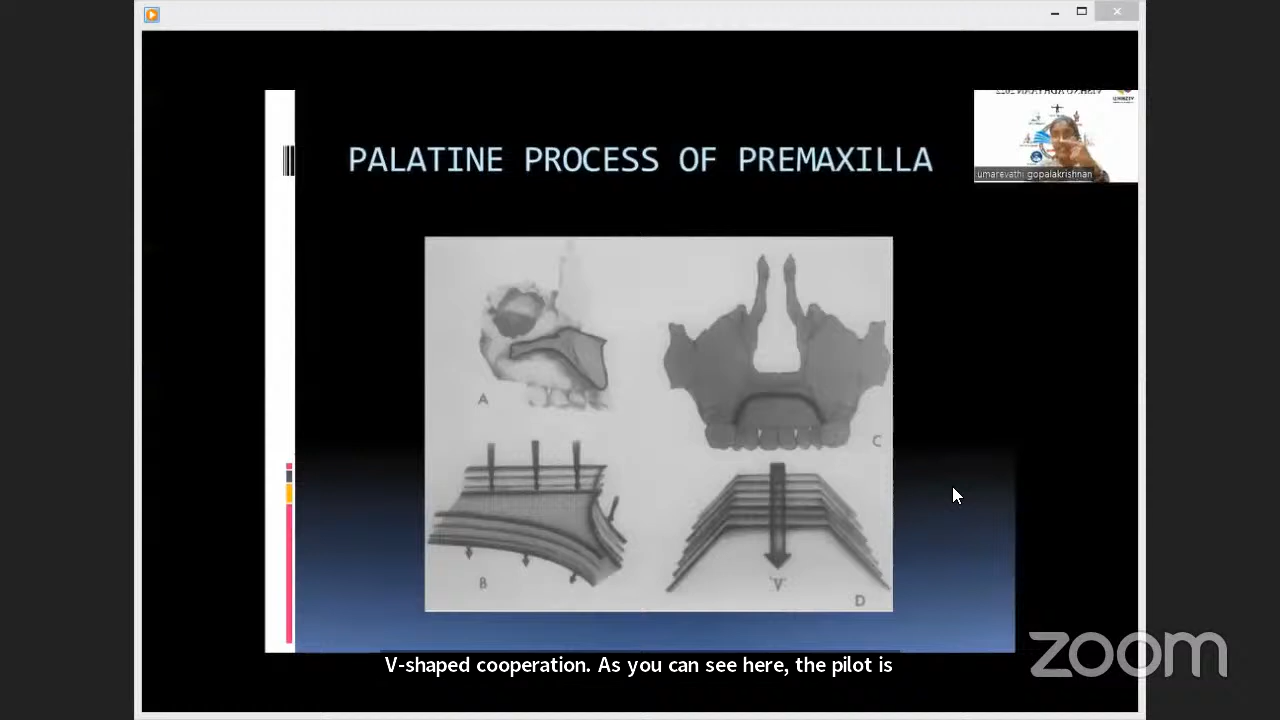 PALATINE PROCESS OF PREMAXILLA
umarevathi gopalakrishnan
A
C
B
'V'
D
V-shaped cooperation. As you can see here, the pilot is
zoom